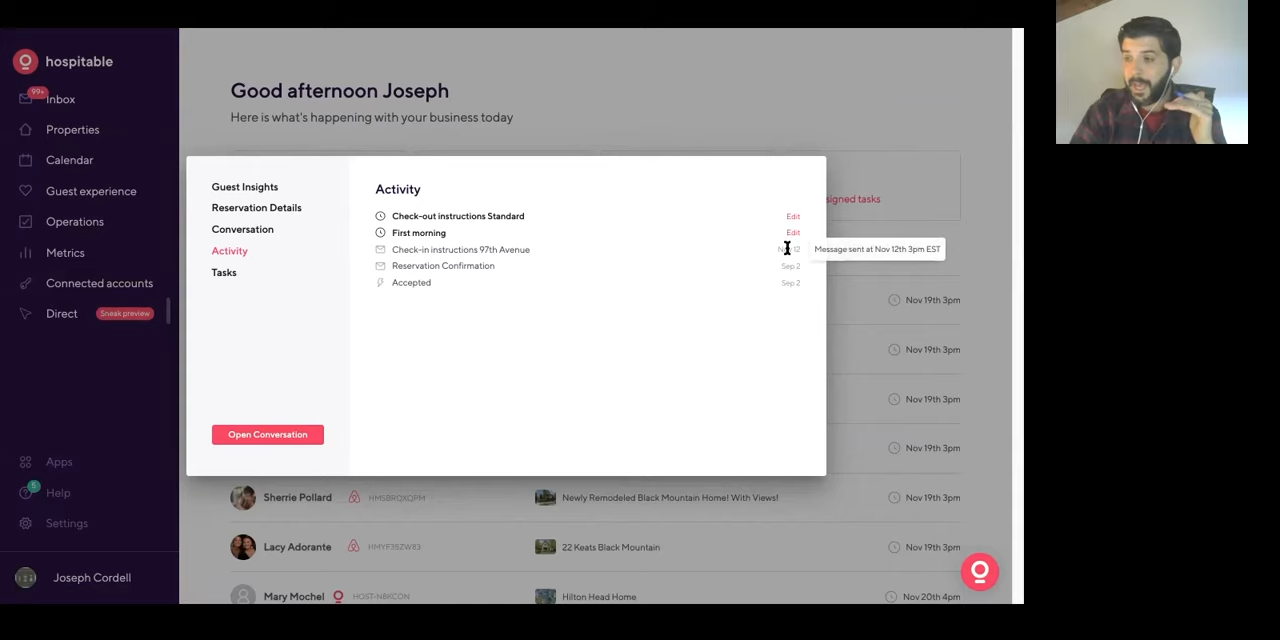 hospitable
99+
Inbox
Properties
Calendar
Guest experience
Operations
Metrics
Connected accounts
Direct
Sneak preview
Apps
5
Help
Settings
Joseph Cordell
Good afternoon Joseph
Here is what's happening with your business today
signed tasks
Guest Insights
Reservation Details
Conversation
Activity
Tasks
Open Conversation
Activity
Check-out instructions Standard Edit
First morning Edit
Check-in instructions 97th Avenue
Message sent at Nov 12th 3pm EST
Reservation Confirmation Sep 2
Accepted Sep 2
Nov 19th 3pm
Nov 19th 3pm
Nov 19th 3pm
Nov 19th 3pm
Sherrie Pollard HMSBRQXQPM Newly Remodeled Black Mountain Home! With Views! Nov 19th 3pm
Lacy Adorante HMYF3SZW83 22 Keats Black Mountain Nov 19th 3pm
Mary Mochel HOST-N8KCON Hilton Head Home Nov 20th 4pm